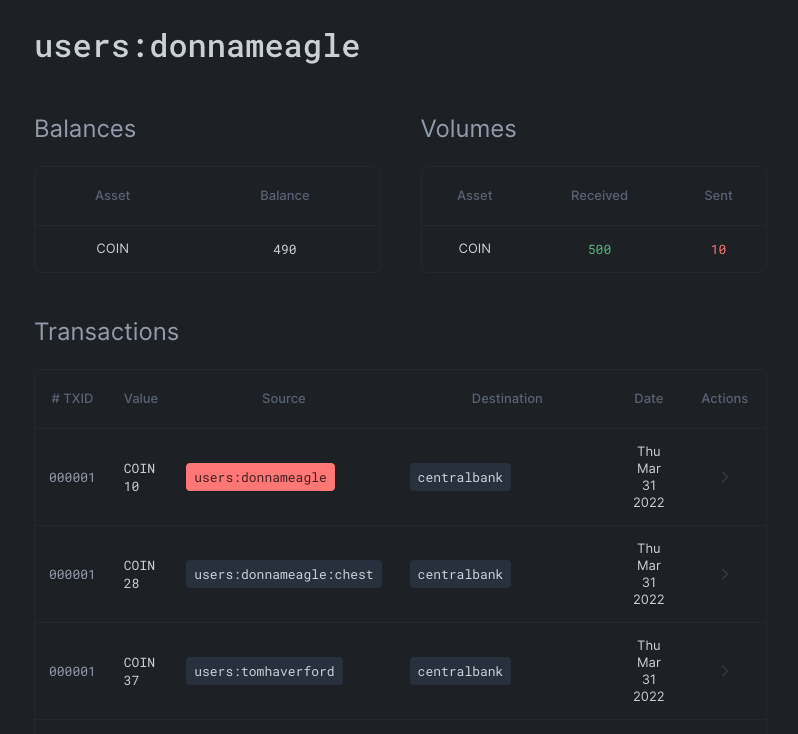 users:donnameagle
Balances
Volumes
Asset Balance
COIN 490
Asset Received Sent
COIN 500 10
Transactions
# TXID Value Source Destination Date Actions
000001 COIN 10 users:donnameagle centralbank Thu Mar 31 2022
000001 COIN 28 users:donnameagle:chest centralbank Thu Mar 31 2022
000001 COIN 37 users:tomhaverford centralbank Thu Mar 31 2022